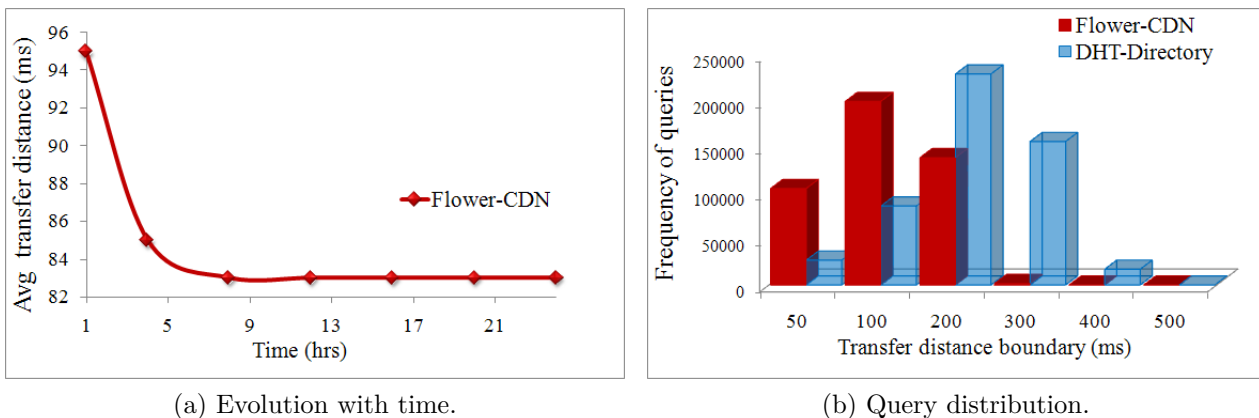 96
94
92
90
88
86
84
82
Avg transfer distance (ms)
Flower-CDN
1 5 9 13 17 21
Time (hrs)
Flower-CDN
DHT-Directory
250000
200000
150000
100000
50000
0
Frequency of queries
50 100 200 300 400 500
Transfer distance boundary (ms)
(a) Evolution with time.
(b) Query distribution.